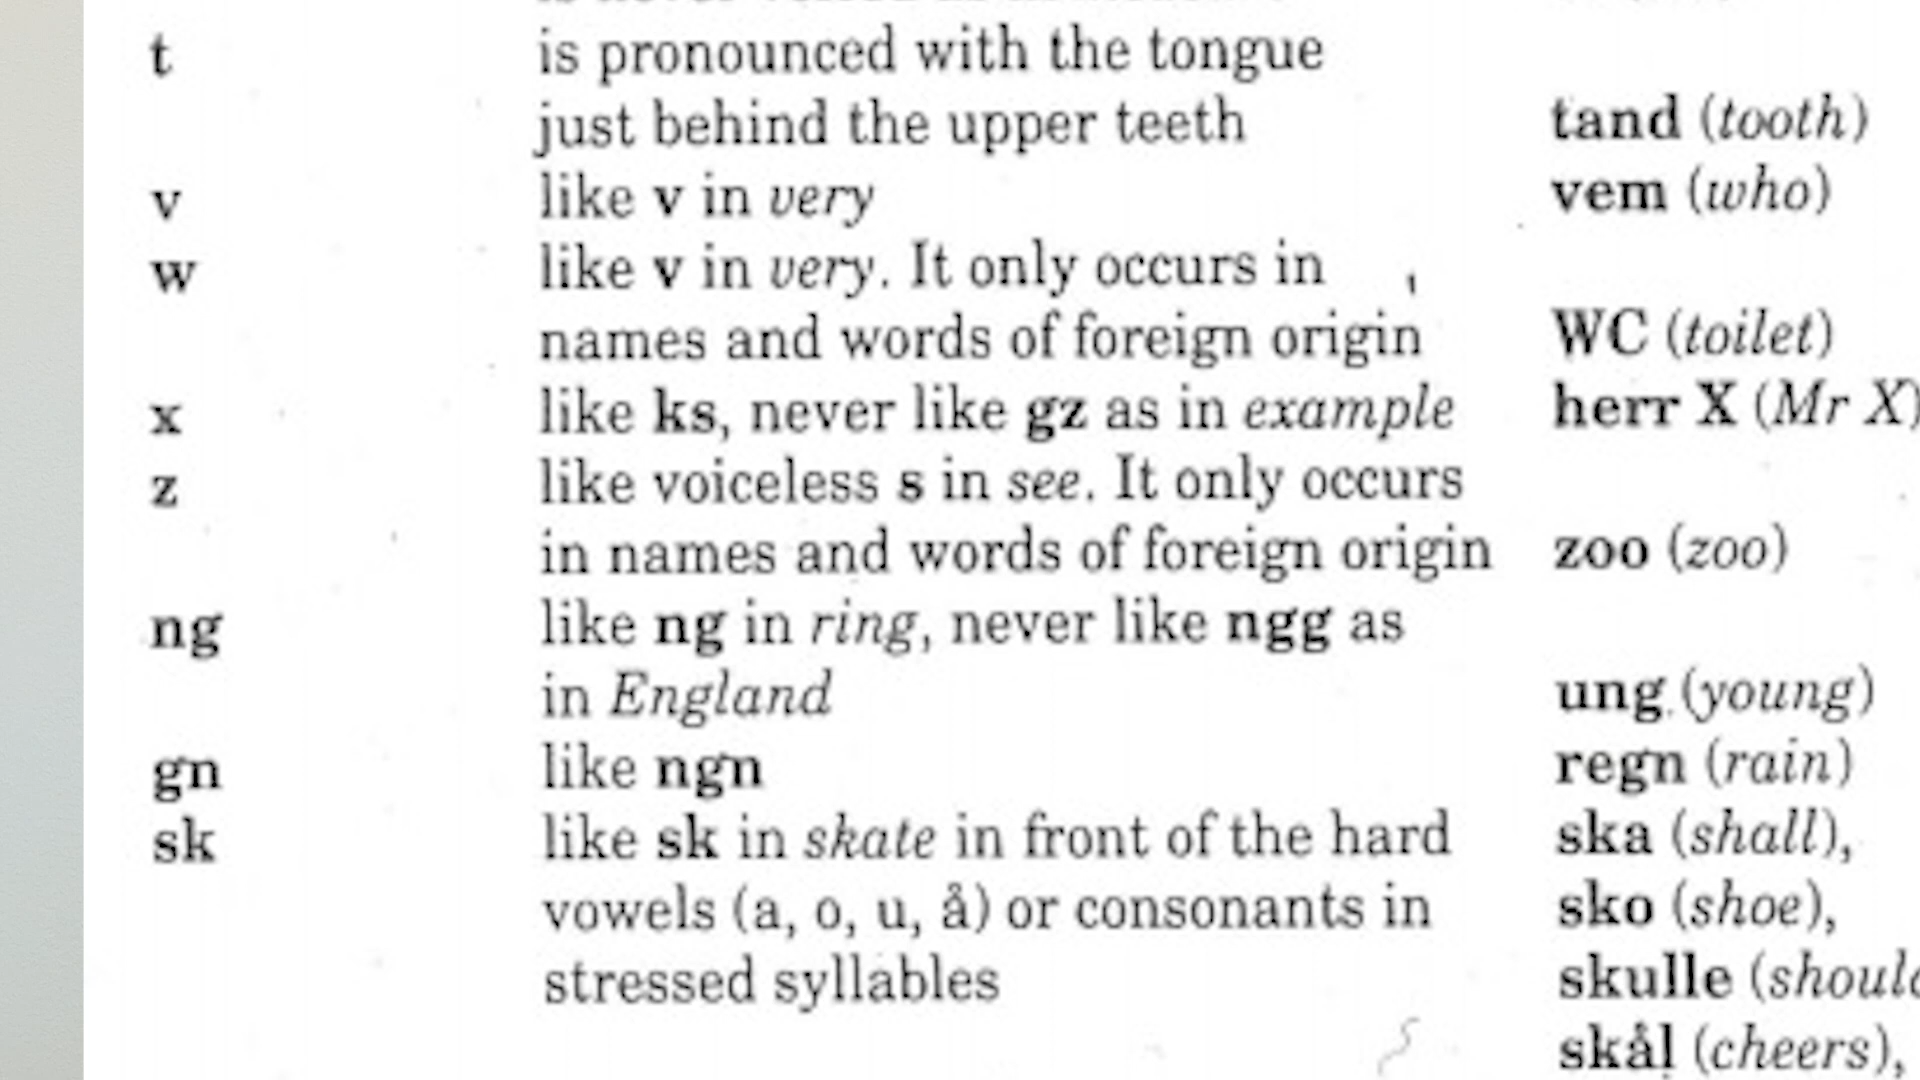 t is pronounced with the tongue
just behind the upper teeth tand (tooth)
v like v in very vem (who)
w like v in very. It only occurs in
names and words of foreign origin WC (toilet)
x like ks, never like gz as in example herr X (Mr X)
z like voiceless s in see. It only occurs
in names and words of foreign origin zoo (zoo)
ng like ng in ring, never like ngg as
in England ung (young)
gn like ngn regn (rain)
sk like sk in skate in front of the hard ska (shall),
vowels (a, o, u, å) or consonants in sko (shoe),
stressed syllables skulle (should
skål (cheers),